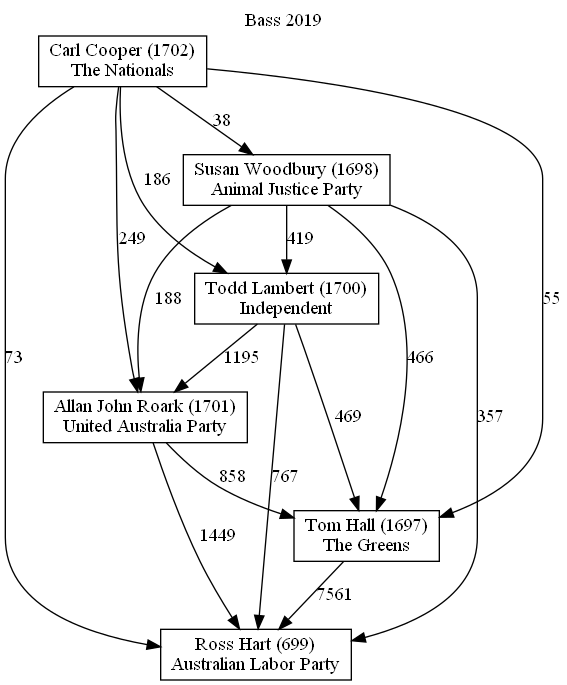 Bass 2019
Carl Cooper (1702)
The Nationals
38
Susan Woodbury (1698)
Animal Justice Party
186
249
419
188
Todd Lambert (1700)
Independent
55
73
1195
466
Allan John Roark (1701)
United Australia Party
469
357
858
767
Tom Hall (1697)
The Greens
1449
7561
Ross Hart (699)
Australian Labor Party